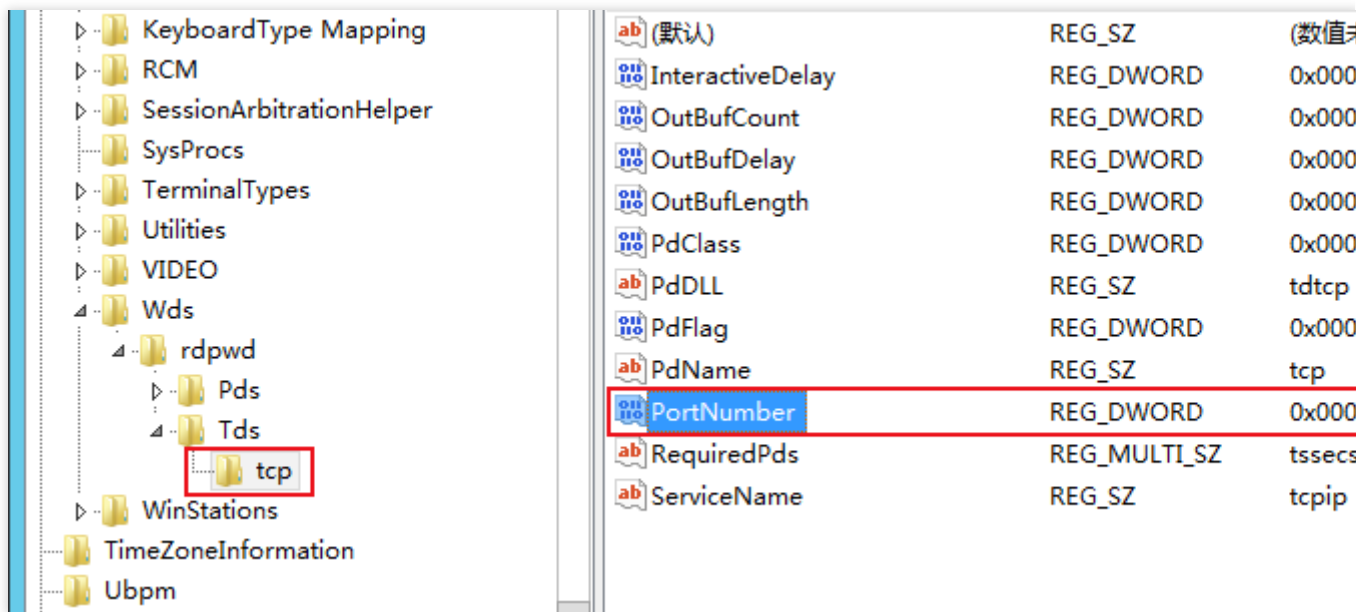 KeyboardType Mapping
RCM
SessionArbitrationHelper
SysProcs
TerminalTypes
Utilities
VIDEO
Wds
rdpwd
Pds
Tds
tcp
WinStations
TimeZoneInformation
Ubpm
(默认) REG_SZ (数值
InteractiveDelay REG_DWORD 0x000
OutBufCount REG_DWORD 0x000
OutBufDelay REG_DWORD 0x000
OutBufLength REG_DWORD 0x000
PdClass REG_DWORD 0x000
PdDLL REG_SZ tdtcp
PdFlag REG_DWORD 0x000
PdName REG_SZ tcp
PortNumber REG_DWORD 0x000
RequiredPds REG_MULTI_SZ tssecs
ServiceName REG_SZ tcpip